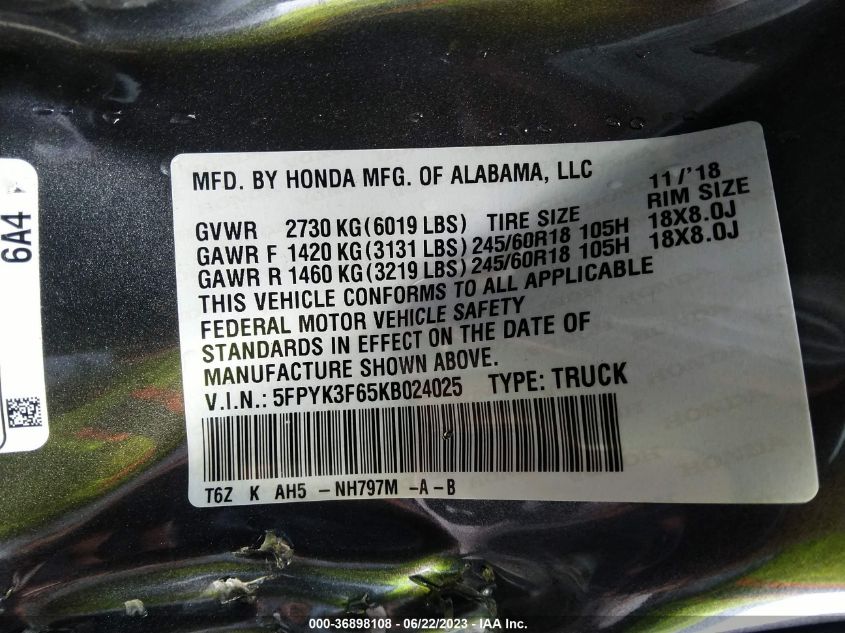 MFD. BY HONDA MFG. OF ALABAMA, LLC 11/'18
GVWR 2730 KG(6019 LBS) TIRE SIZE RIM SIZE
GAWR F 1420 KG(3131 LBS) 245/60R18 105H 18X8.0J
GAWR R 1460 KG(3219 LBS) 245/60R18 105H 18X8.0J
THIS VEHICLE CONFORMS TO ALL APPLICABLE
FEDERAL MOTOR VEHICLE SAFETY
STANDARDS IN EFFECT ON THE DATE OF
MANUFACTURE SHOWN ABOVE.
V.I.N.: 5FPYK3F65KB024025 TYPE: TRUCK
T6Z K AH5 -NH797M -A-B
6A4
000-36898108 - 06/22/2023 - IAA Inc.